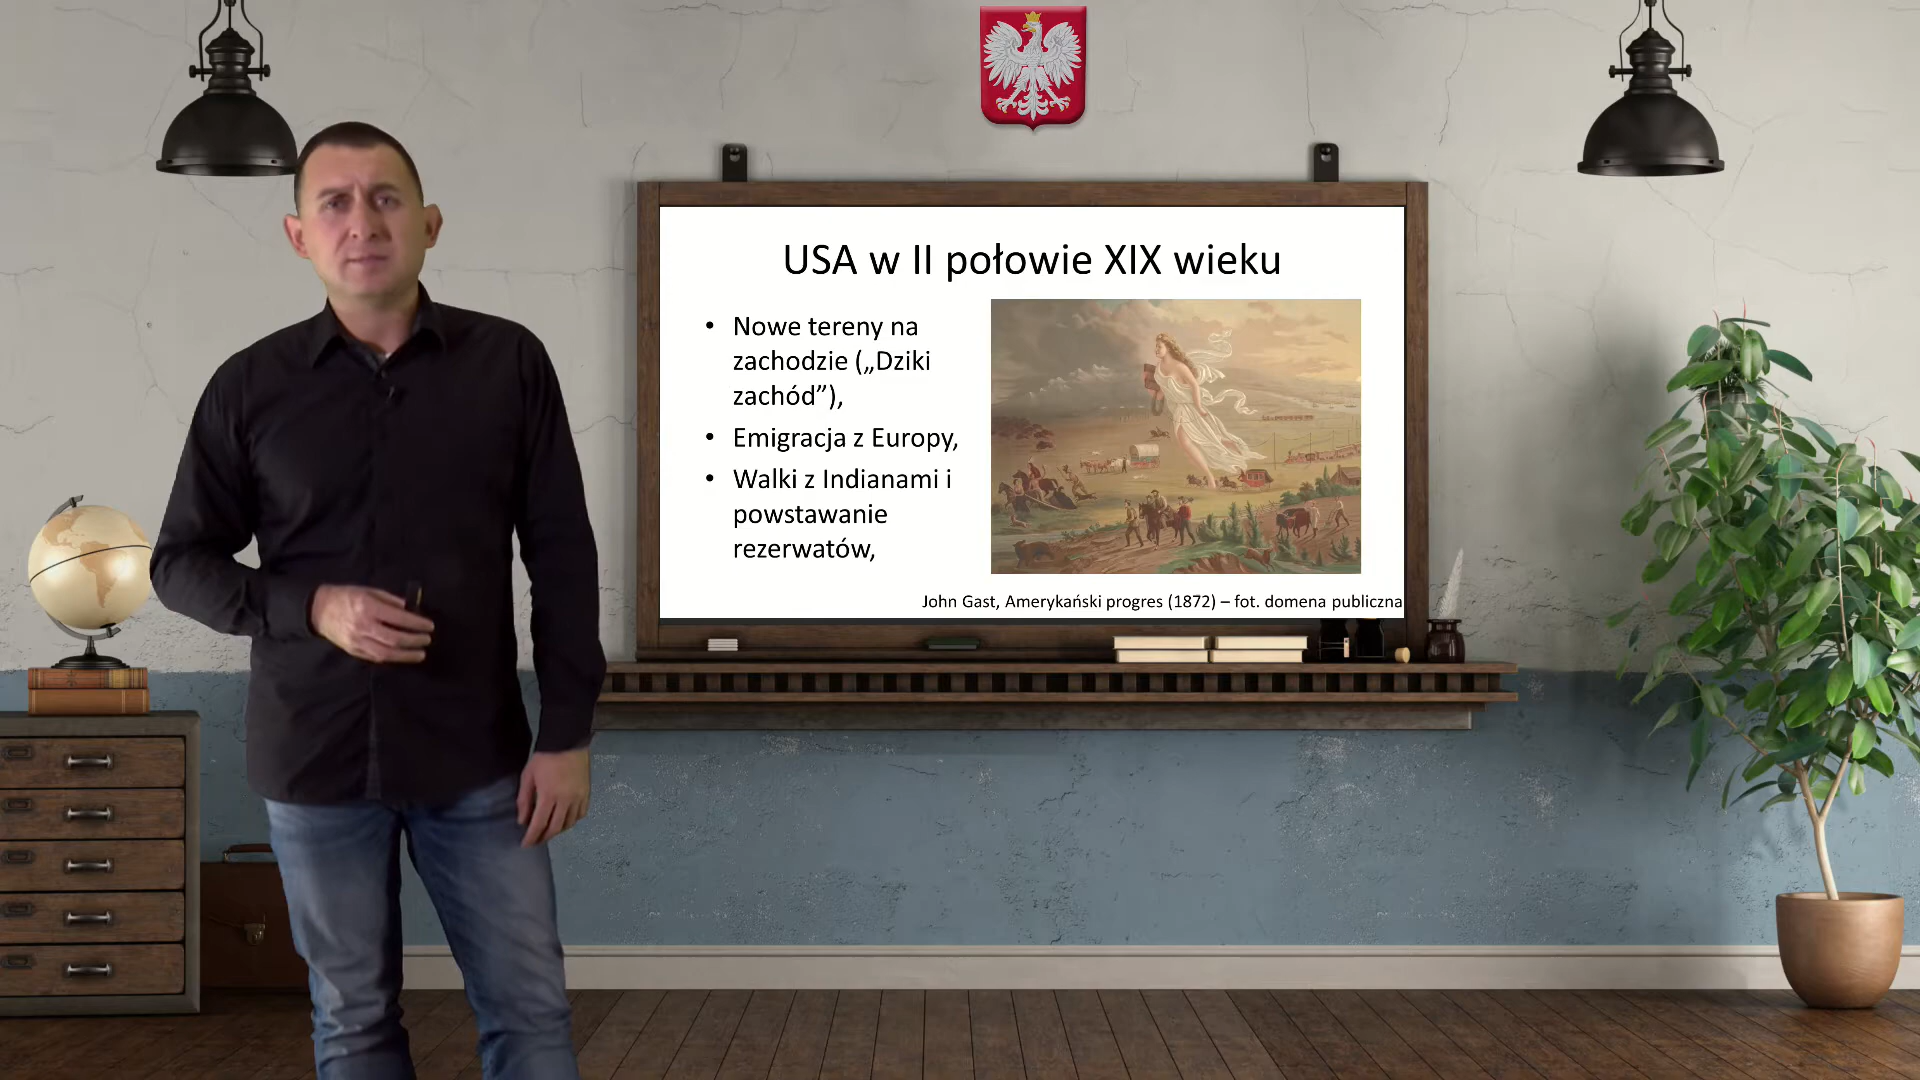 USA w II połowie XIX wieku
• Nowe tereny na
zachodzie („Dziki
zachód”),
• Emigracja z Europy,
• Walki z Indianami i
powstawanie
rezerwatów,
John Gast, Amerykański progres (1872) – fot. domena publiczna